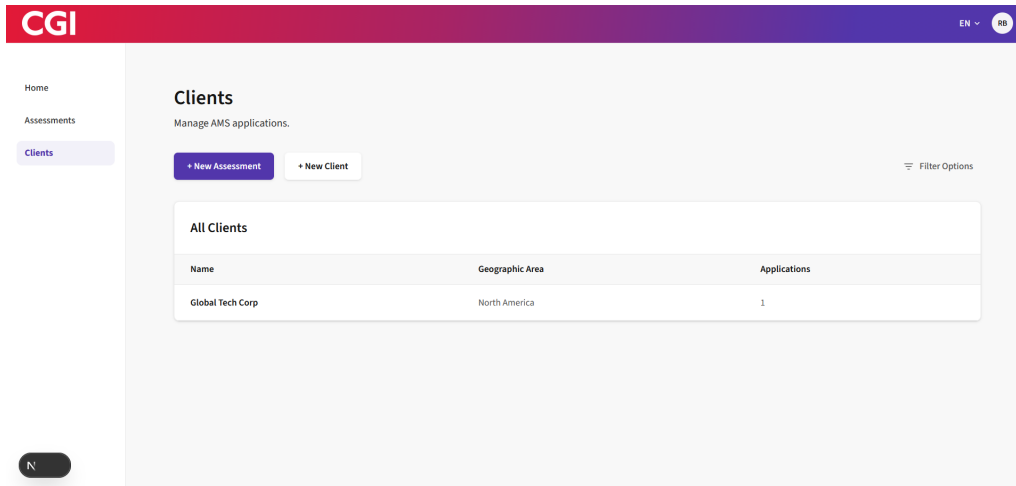 CGI
EN
RB
Home
Assessments
Clients
Clients
Manage AMS applications.
+ New Assessment
+ New Client
Filter Options
All Clients
Name Geographic Area Applications
Global Tech Corp North America 1
N